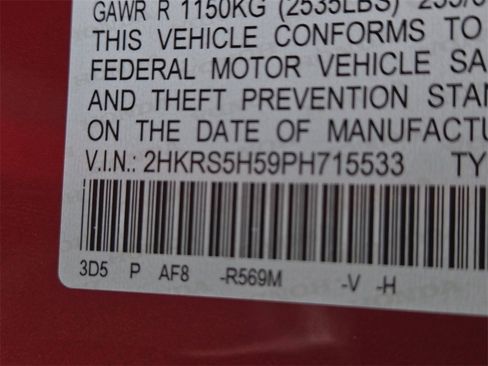 GAWR R 1150KG (2535LBS)
THIS VEHICLE CONFORMS TO
FEDERAL MOTOR VEHICLE SA
AND THEFT PREVENTION STAN
ON THE DATE OF MANUFACTU
V.I.N.: 2HKRS5H59PH715533 TY
3D5 P AF8 -R569M -V -H